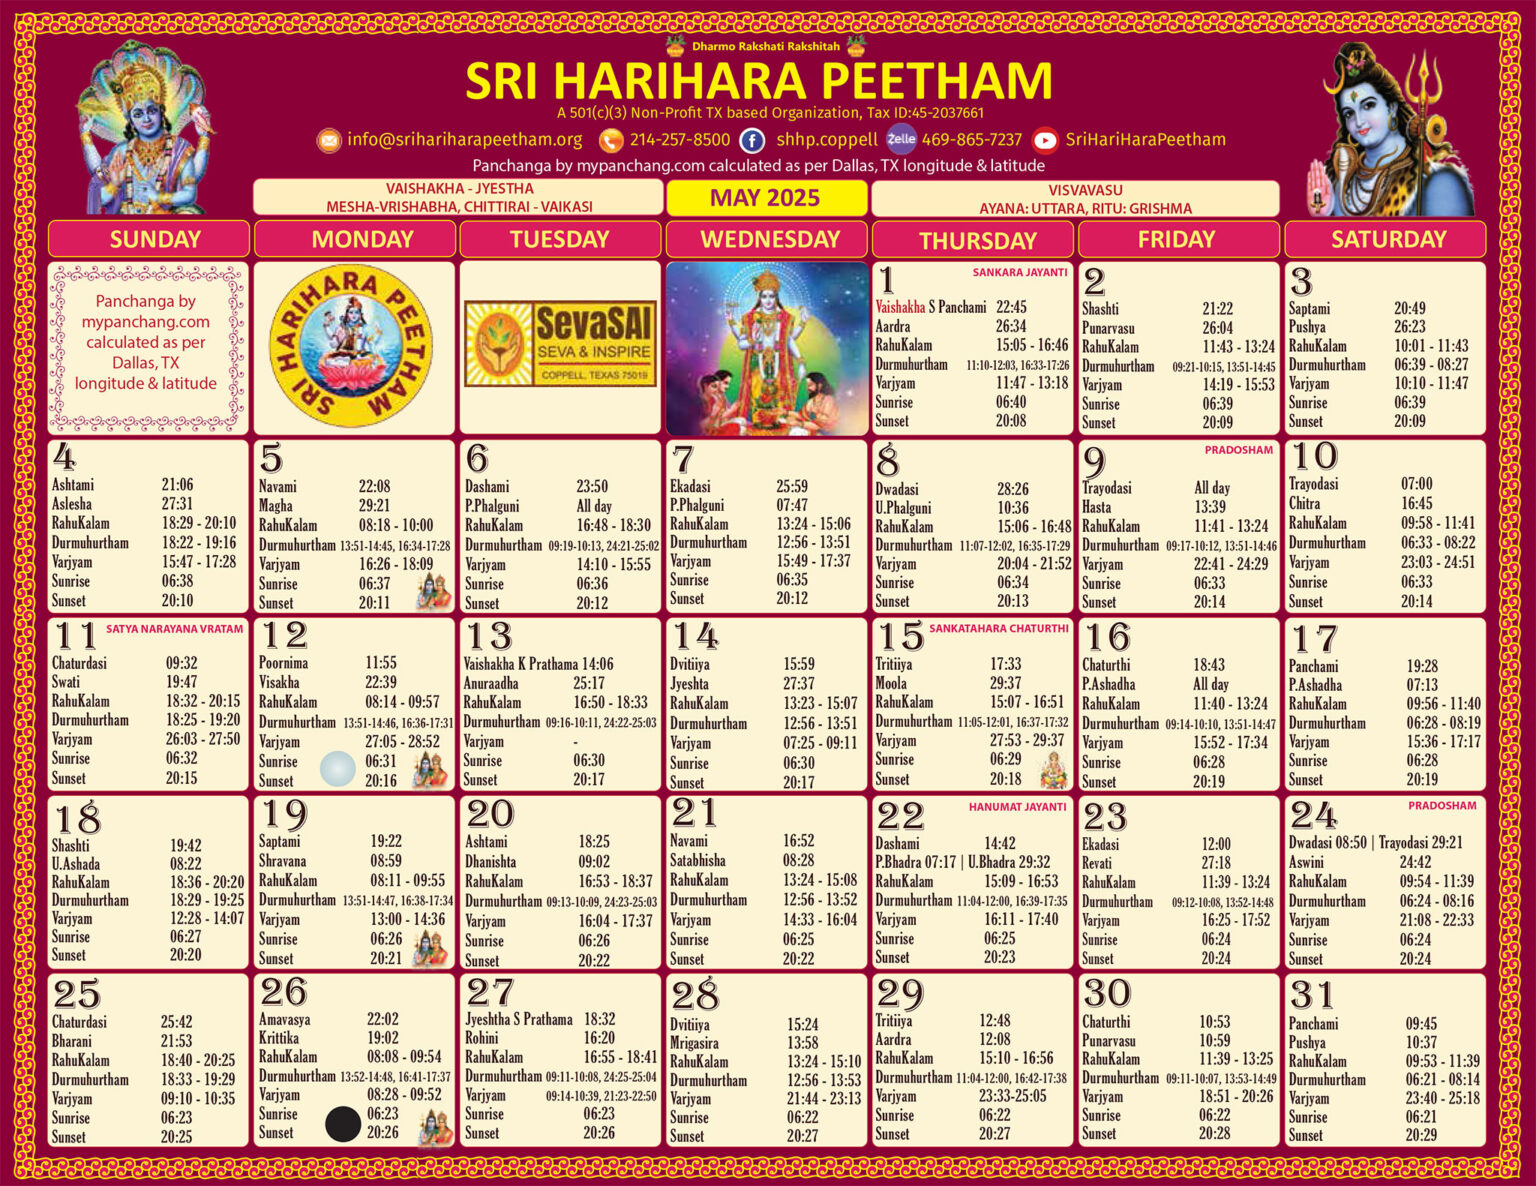 Dharmo Rakshati Rakshitah
SRI HARIHARA PEETHAM
A 501(c)(3) Non-Profit TX based Organization, Tax ID:45-2037661
info@srihariharapeetham.org 214-257-8500 shhp.coppell Zelle 469-865-7237 SriHariHaraPeetham
Panchanga by mypanchang.com calculated as per Dallas, TX longitude & latitude
VAISHAKHA - JYESTHA
MESHA-VRISHABHA, CHITTIRAI - VAIKASI
MAY 2025
VISVAVASU
AYANA: UTTARA, RITU: GRISHMA
SUNDAY MONDAY TUESDAY WEDNESDAY THURSDAY FRIDAY SATURDAY
Panchanga by
mypanchang.com
calculated as per
Dallas, TX
longitude & latitude
SRI HARIHARA PEETHAM
SevaSAI
SEVA & INSPIRE
COPPELL, TEXAS 75019
1 SANKARA JAYANTI
Vaishakha S Panchami 22:45
Aardra 26:34
RahuKalam 15:05 - 16:46
Durmuhurtham 11:10-12:03, 16:33-17:26
Varjyam 11:47 - 13:18
Sunrise 06:40
Sunset 20:08
2
Shashti 21:22
Punarvasu 26:04
RahuKalam 11:43 - 13:24
Durmuhurtham 09:21-10:15, 13:51-14:45
Varjyam 14:19 - 15:53
Sunrise 06:39
Sunset 20:09
3
Saptami 20:49
Pushya 26:23
RahuKalam 10:01 - 11:43
Durmuhurtham 06:39 - 08:27
Varjyam 10:10 - 11:47
Sunrise 06:39
Sunset 20:09
4
Ashtami 21:06
Aslesha 27:31
RahuKalam 18:29 - 20:10
Durmuhurtham 18:22 - 19:16
Varjyam 15:47 - 17:28
Sunrise 06:38
Sunset 20:10
5
Navami 22:08
Magha 29:21
RahuKalam 08:18 - 10:00
Durmuhurtham 13:51-14:45, 16:34-17:28
Varjyam 16:26 - 18:09
Sunrise 06:37
Sunset 20:11
6
Dashami 23:50
P.Phalguni All day
RahuKalam 16:48 - 18:30
Durmuhurtham 09:19-10:13, 24:21-25:02
Varjyam 14:10 - 15:55
Sunrise 06:36
Sunset 20:12
7
Ekadasi 25:59
P.Phalguni 07:47
RahuKalam 13:24 - 15:06
Durmuhurtham 12:56 - 13:51
Varjyam 15:49 - 17:37
Sunrise 06:35
Sunset 20:12
8
Dwadasi 28:26
U.Phalguni 10:36
RahuKalam 15:06 - 16:48
Durmuhurtham 11:07-12:02, 16:35-17:29
Varjyam 20:04 - 21:52
Sunrise 06:34
Sunset 20:13
9 PRADOSHAM
Trayodasi All day
Hasta 13:39
RahuKalam 11:41 - 13:24
Durmuhurtham 09:17-10:12, 13:51-14:46
Varjyam 22:41 - 24:29
Sunrise 06:33
Sunset 20:14
10
Trayodasi 07:00
Chitra 16:45
RahuKalam 09:58 - 11:41
Durmuhurtham 06:33 - 08:22
Varjyam 23:03 - 24:51
Sunrise 06:33
Sunset 20:14
11 SATYA NARAYANA VRATAM
Chaturdasi 09:32
Swati 19:47
RahuKalam 18:32 - 20:15
Durmuhurtham 18:25 - 19:20
Varjyam 26:03 - 27:50
Sunrise 06:32
Sunset 20:15
12
Poornima 11:55
Visakha 22:39
RahuKalam 08:14 - 09:57
Durmuhurtham 13:51-14:46, 16:36-17:31
Varjyam 27:05 - 28:52
Sunrise 06:31
Sunset 20:16
13
Vaishakha K Prathama 14:06
Anuraadha 25:17
RahuKalam 16:50 - 18:33
Durmuhurtham 09:16-10:11, 24:22-25:03
Varjyam -
Sunrise 06:30
Sunset 20:17
14
Dvitiiya 15:59
Jyeshta 27:37
RahuKalam 13:23 - 15:07
Durmuhurtham 12:56 - 13:51
Varjyam 07:25 - 09:11
Sunrise 06:30
Sunset 20:17
15 SANKATAHARA CHATURTHI
Tritiiya 17:33
Moola 29:37
RahuKalam 15:07 - 16:51
Durmuhurtham 11:05-12:01, 16:37-17:32
Varjyam 27:53 - 29:37
Sunrise 06:29
Sunset 20:18
16
Chaturthi 18:43
P.Ashadha All day
RahuKalam 11:40 - 13:24
Durmuhurtham 09:14-10:10, 13:51-14:47
Varjyam 15:52 - 17:34
Sunrise 06:28
Sunset 20:19
17
Panchami 19:28
P.Ashadha 07:13
RahuKalam 09:56 - 11:40
Durmuhurtham 06:28 - 08:19
Varjyam 15:36 - 17:17
Sunrise 06:28
Sunset 20:19
18
Shashti 19:42
U.Ashada 08:22
RahuKalam 18:36 - 20:20
Durmuhurtham 18:29 - 19:25
Varjyam 12:28 - 14:07
Sunrise 06:27
Sunset 20:20
19
Saptami 19:22
Shravana 08:59
RahuKalam 08:11 - 09:55
Durmuhurtham 13:51-14:47, 16:38-17:34
Varjyam 13:00 - 14:36
Sunrise 06:26
Sunset 20:21
20
Ashtami 18:25
Dhanishta 09:02
RahuKalam 16:53 - 18:37
Durmuhurtham 09:13-10:09, 24:23-25:03
Varjyam 16:04 - 17:37
Sunrise 06:26
Sunset 20:22
21
Navami 16:52
Satabhisha 08:28
RahuKalam 13:24 - 15:08
Durmuhurtham 12:56 - 13:52
Varjyam 14:33 - 16:04
Sunrise 06:25
Sunset 20:22
22 HANUMAT JAYANTI
Dashami 14:42
P.Bhadra 07:17 | U.Bhadra 29:32
RahuKalam 15:09 - 16:53
Durmuhurtham 11:04-12:00, 16:39-17:35
Varjyam 16:11 - 17:40
Sunrise 06:25
Sunset 20:23
23
Ekadasi 12:00
Revati 27:18
RahuKalam 11:39 - 13:24
Durmuhurtham 09:12-10:08, 13:52-14:48
Varjyam 16:25 - 17:52
Sunrise 06:24
Sunset 20:24
24 PRADOSHAM
Dwadasi 08:50 | Trayodasi 29:21
Aswini 24:42
RahuKalam 09:54 - 11:39
Durmuhurtham 06:24 - 08:16
Varjyam 21:08 - 22:33
Sunrise 06:24
Sunset 20:24
25
Chaturdasi 25:42
Bharani 21:53
RahuKalam 18:40 - 20:25
Durmuhurtham 18:33 - 19:29
Varjyam 09:10 - 10:35
Sunrise 06:23
Sunset 20:25
26
Amavasya 22:02
Krittika 19:02
RahuKalam 08:08 - 09:54
Durmuhurtham 13:52-14:48, 16:41-17:37
Varjyam 08:28 - 09:52
Sunrise 06:23
Sunset 20:26
27
Jyeshtha S Prathama 18:32
Rohini 16:20
RahuKalam 16:55 - 18:41
Durmuhurtham 09:11-10:08, 24:25-25:04
Varjyam 09:14-10:39, 21:23-22:50
Sunrise 06:23
Sunset 20:26
28
Dvitiiya 15:24
Mrigasira 13:58
RahuKalam 13:24 - 15:10
Durmuhurtham 12:56 - 13:53
Varjyam 21:44 - 23:13
Sunrise 06:22
Sunset 20:27
29
Tritiiya 12:48
Aardra 12:08
RahuKalam 15:10 - 16:56
Durmuhurtham 11:04-12:00, 16:42-17:38
Varjyam 23:33-25:05
Sunrise 06:22
Sunset 20:27
30
Chaturthi 10:53
Punarvasu 10:59
RahuKalam 11:39 - 13:25
Durmuhurtham 09:11-10:07, 13:53-14:49
Varjyam 18:51 - 20:26
Sunrise 06:22
Sunset 20:28
31
Panchami 09:45
Pushya 10:37
RahuKalam 09:53 - 11:39
Durmuhurtham 06:21 - 08:14
Varjyam 23:40 - 25:18
Sunrise 06:21
Sunset 20:29